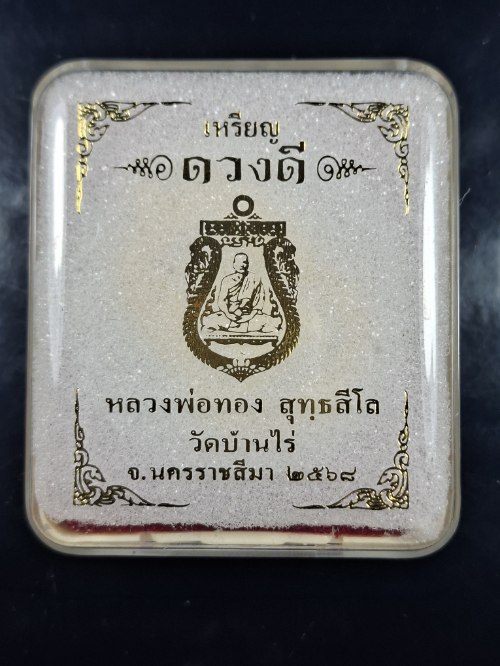 เหรียญ
ดวงดี
หลวงพ่อทอง สุทฺธสีโล
วัดบ้านไร่
จ.นครราชสีมา ๒๕๖๘